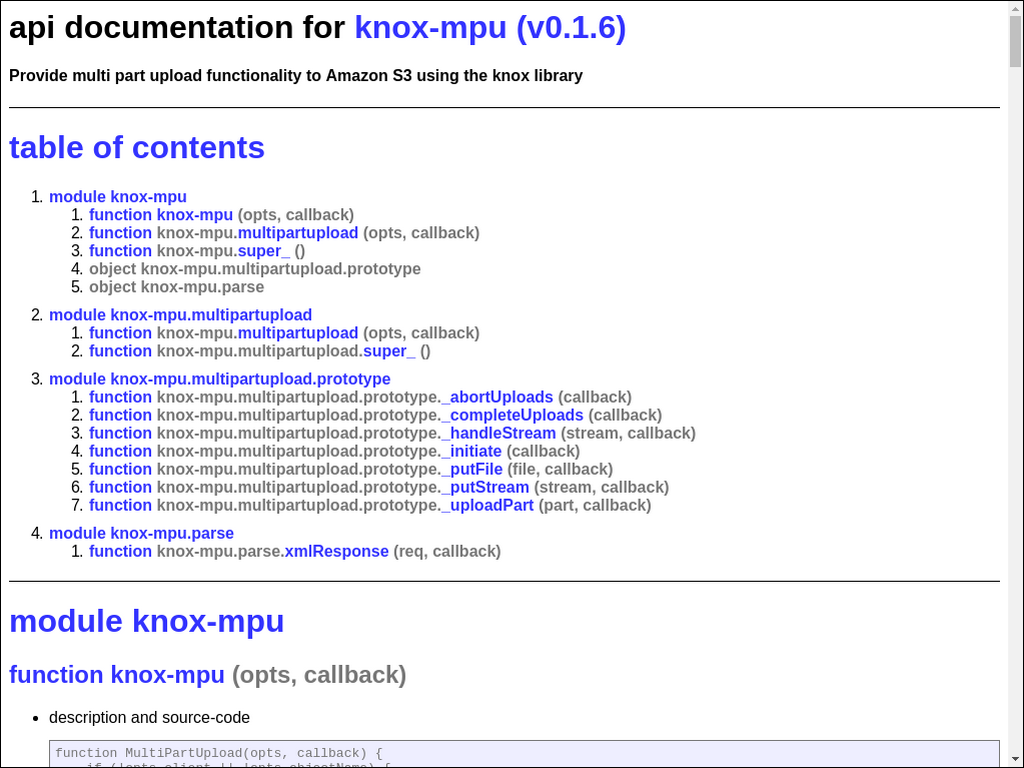 api documentation for knox-mpu (v0.1.6)
Provide multi part upload functionality to Amazon S3 using the knox library
table of contents
1. module knox-mpu
1. function knox-mpu (opts, callback)
2. function knox-mpu.multipartupload (opts, callback)
3. function knox-mpu.super_ ()
4. object knox-mpu.multipartupload.prototype
5. object knox-mpu.parse
2. module knox-mpu.multipartupload
1. function knox-mpu.multipartupload (opts, callback)
2. function knox-mpu.multipartupload.super_ ()
3. module knox-mpu.multipartupload.prototype
1. function knox-mpu.multipartupload.prototype._abortUploads (callback)
2. function knox-mpu.multipartupload.prototype._completeUploads (callback)
3. function knox-mpu.multipartupload.prototype._handleStream (stream, callback)
4. function knox-mpu.multipartupload.prototype._initiate (callback)
5. function knox-mpu.multipartupload.prototype._putFile (file, callback)
6. function knox-mpu.multipartupload.prototype._putStream (stream, callback)
7. function knox-mpu.multipartupload.prototype._uploadPart (part, callback)
4. module knox-mpu.parse
1. function knox-mpu.parse.xmlResponse (req, callback)
module knox-mpu
function knox-mpu (opts, callback)
• description and source-code
function MultiPartUpload(opts, callback) {
if (!opts.client || !opts.objectName) {